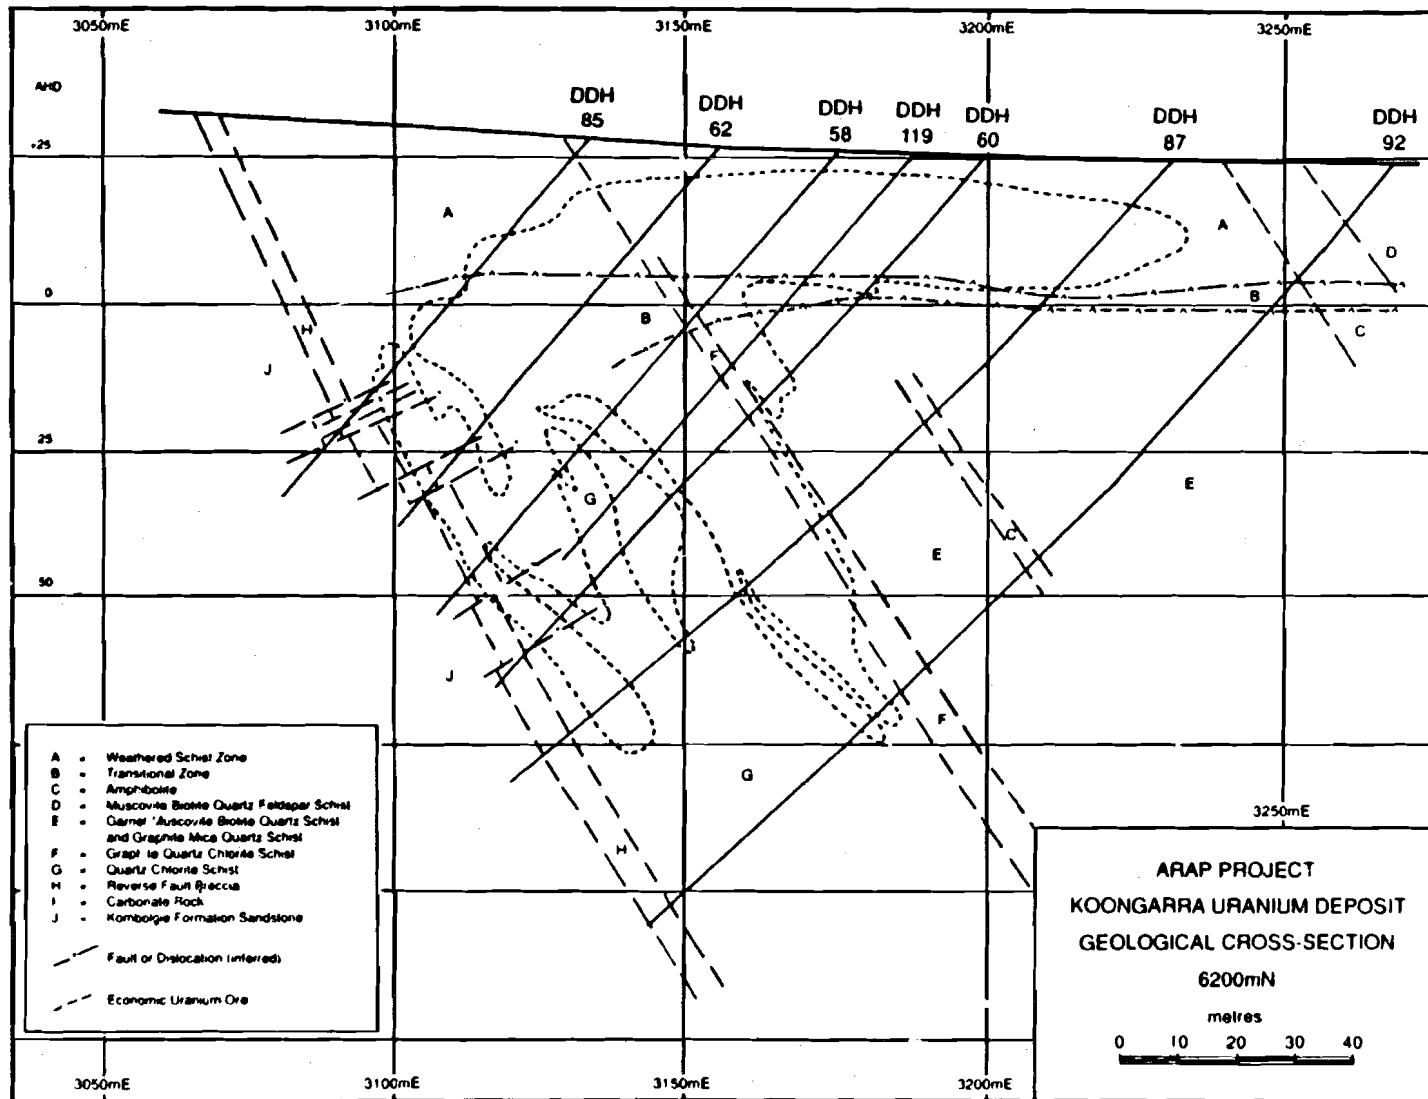 3050mE 3100mE 3150mE 3200mE 3250mE
AHD
DDH 85
DDH 62
DDH 58
DDH 119
DDH 60
DDH 87
DDH 92
+25
A
A
D
0
B
B
H
C
J
F
25
G
E
C
E
50
J
F
G
H
A = Weathered Schist Zone
B = Transitional Zone
C = Amphibolite
D = Muscovite Biotite Quartz Feldspar Schist
E = Garnet Muscovite Biotite Quartz Schist
and Graphite Mica Quartz Schist
F = Graphite Quartz Chlorite Schist
G = Quartz Chlorite Schist
H = Reverse Fault Breccia
I = Carbonate Rock
J = Kombolgie Formation Sandstone
Fault or Dislocation (inferred)
Economic Uranium Ore
3250mE
ARAP PROJECT
KOONGARRA URANIUM DEPOSIT
GEOLOGICAL CROSS-SECTION
6200mN
metres
0 10 20 30 40
3050mE 3100mE 3150mE 3200mE